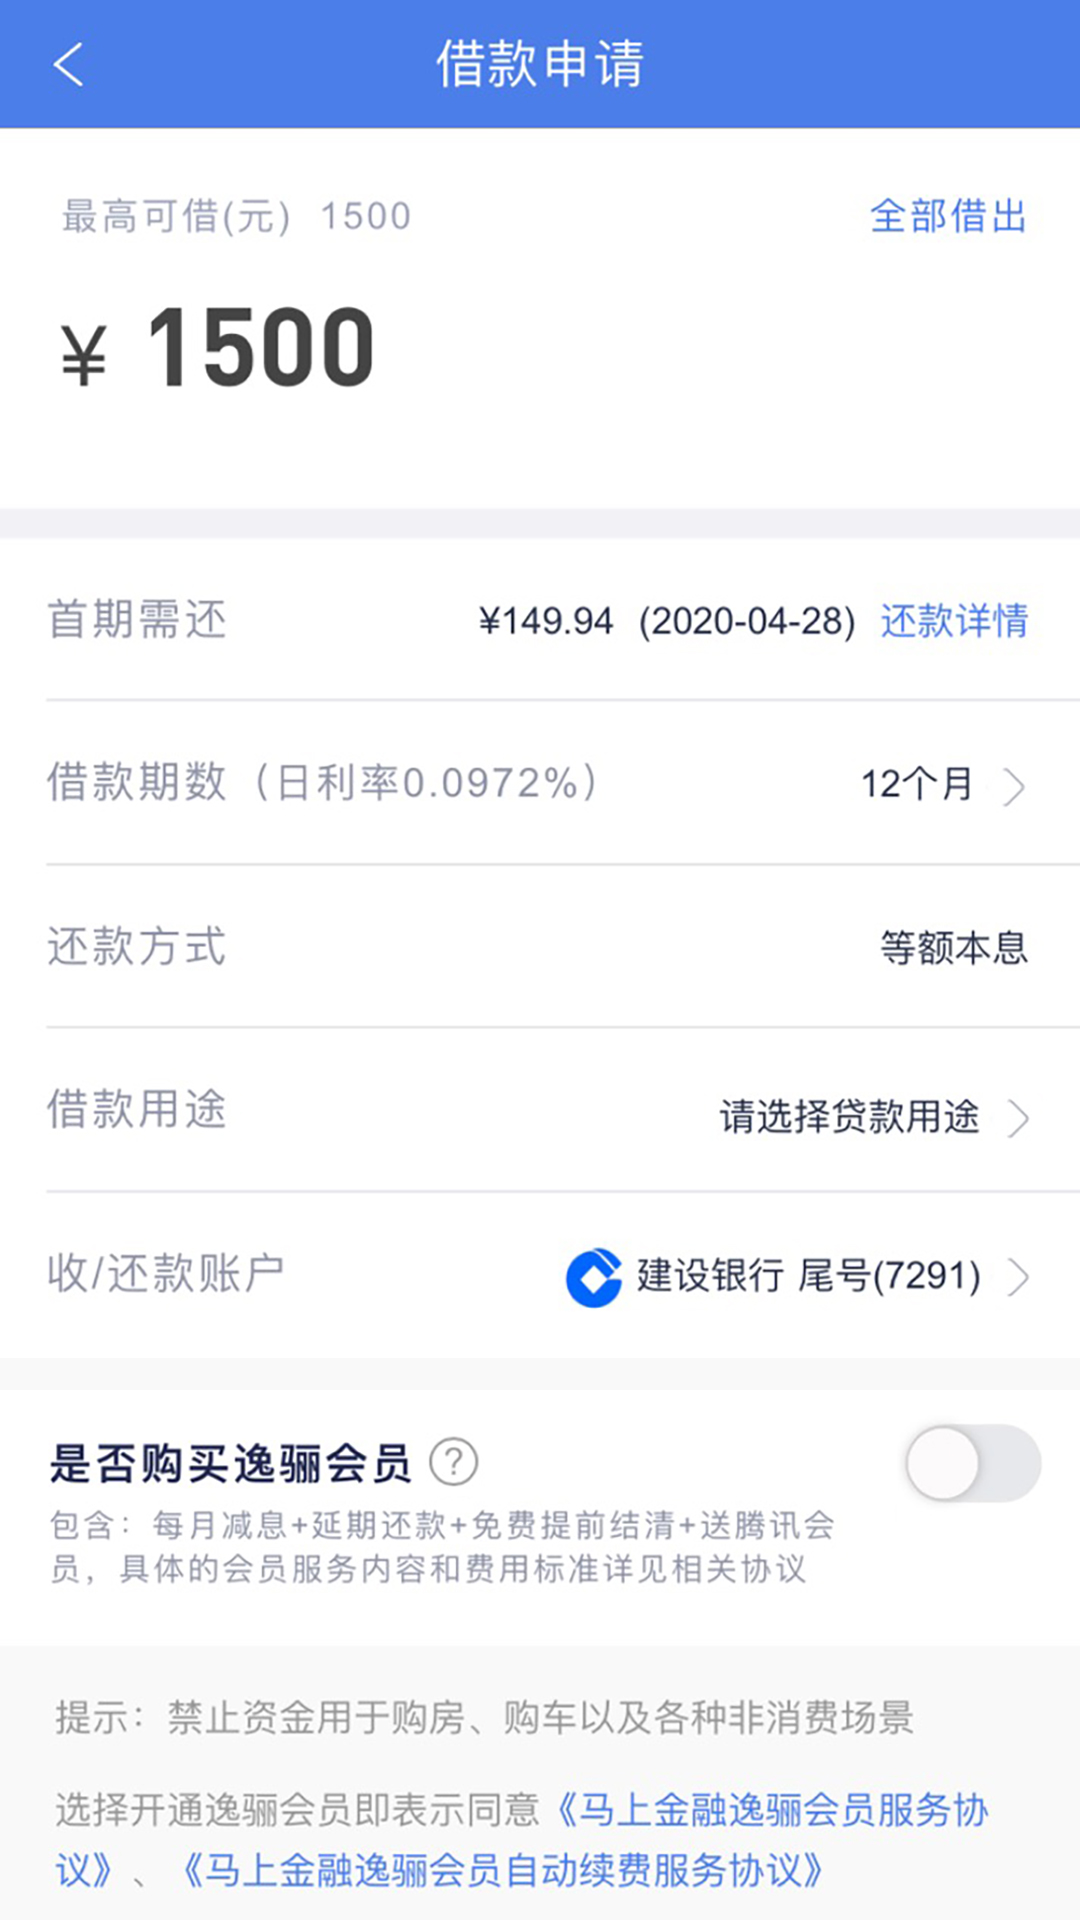 借款申请
最高可借(元) 1500 全部借出
¥ 1500
首期需还 ¥149.94 (2020-04-28) 还款详情
借款期数（日利率0.0972%） 12个月
还款方式 等额本息
借款用途 请选择贷款用途
收/还款账户 建设银行 尾号(7291)
是否购买逸骊会员 ?
包含：每月减息+延期还款+免费提前结清+送腾讯会
员，具体的会员服务内容和费用标准详见相关协议
提示：禁止资金用于购房、购车以及各种非消费场景
选择开通逸骊会员即表示同意《马上金融逸骊会员服务协
议》、《马上金融逸骊会员自动续费服务协议》